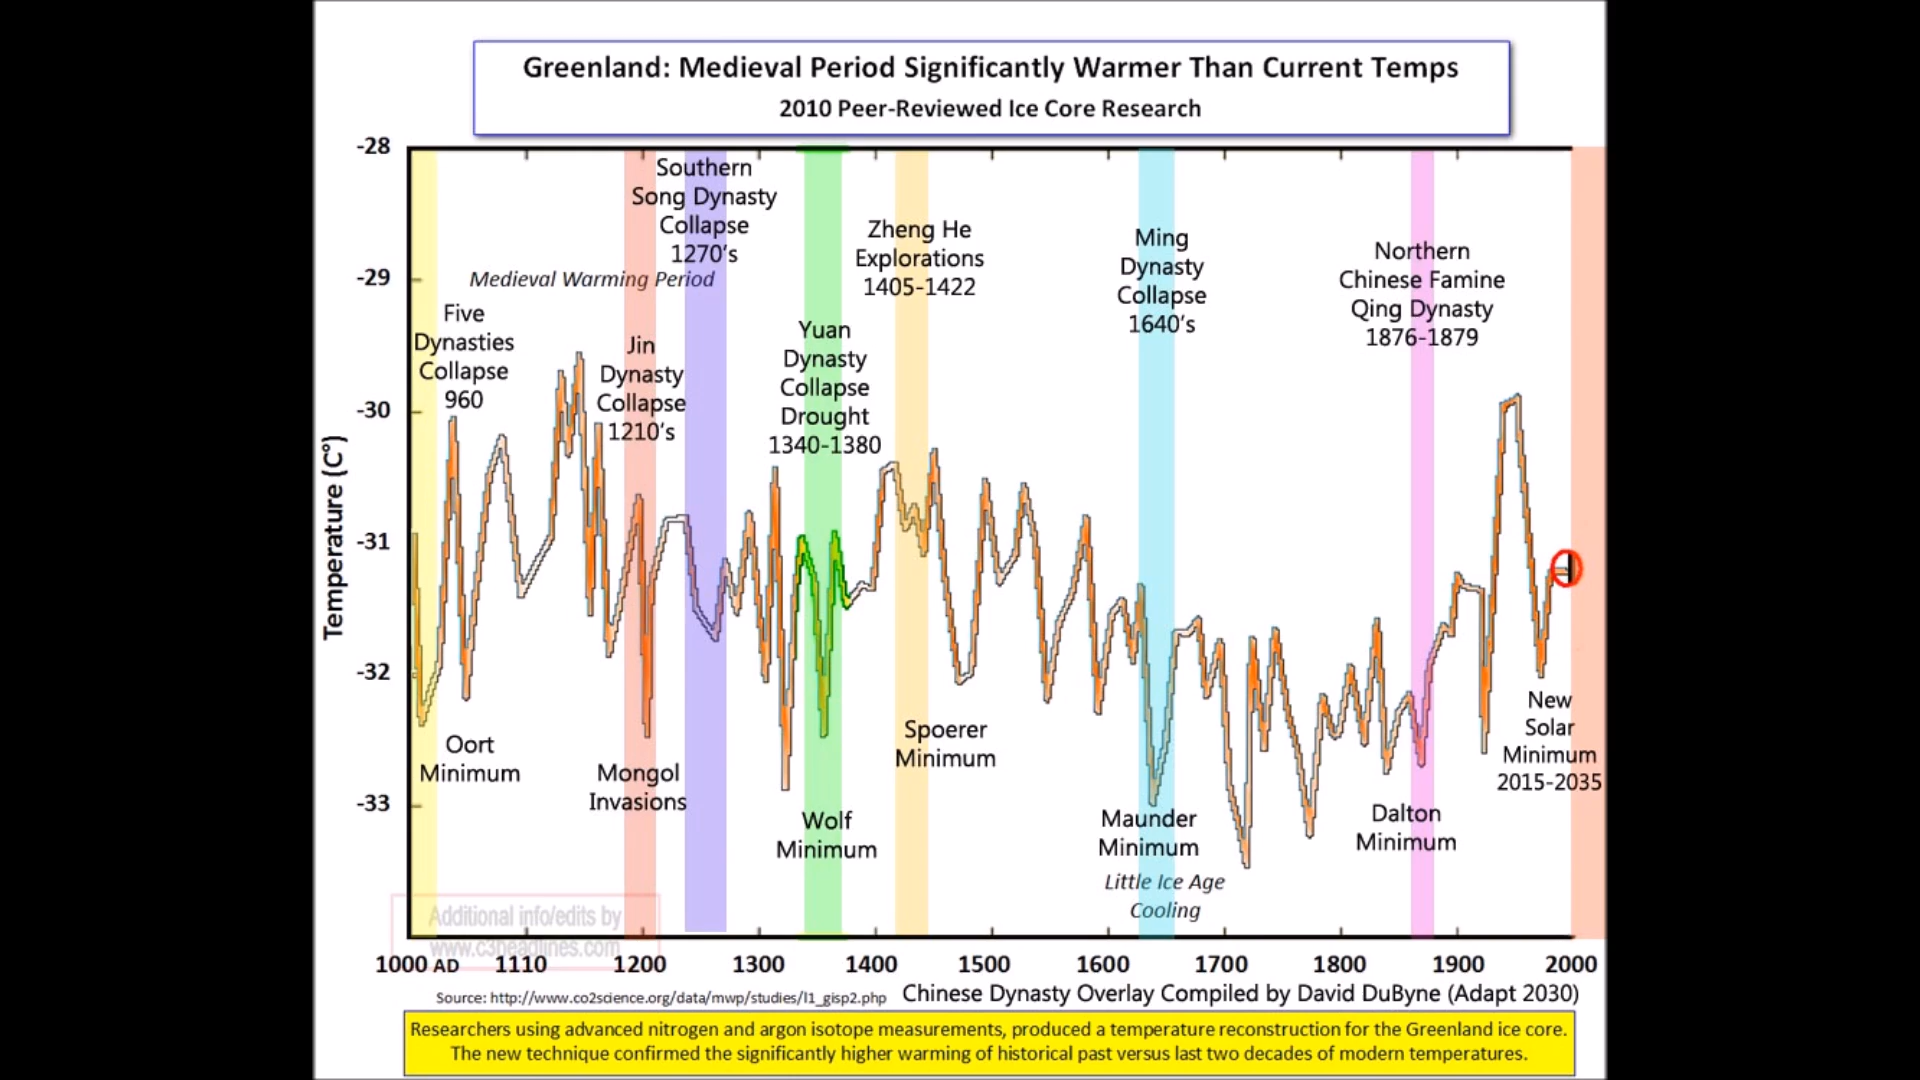 Greenland: Medieval Period Significantly Warmer Than Current Temps
2010 Peer-Reviewed Ice Core Research
-28
-29
-30
-31
-32
-33
Temperature (C°)
Southern
Song Dynasty
Collapse
1270's
Medieval Warming Period
Five
Dynasties
Collapse
960
Jin
Dynasty
Collapse
1210's
Yuan
Dynasty
Collapse
Drought
1340-1380
Zheng He
Explorations
1405-1422
Ming
Dynasty
Collapse
1640's
Northern
Chinese Famine
Qing Dynasty
1876-1879
Oort
Minimum
Mongol
Invasions
Wolf
Minimum
Spoerer
Minimum
Maunder
Minimum
Little Ice Age
Cooling
Dalton
Minimum
New
Solar
Minimum
2015-2035
Additional info/edits by
www.c3headlines.com
1000 AD 1110 1200 1300 1400 1500 1600 1700 1800 1900 2000
Source: http://www.co2science.org/data/mwp/studies/l1_gisp2.php
Chinese Dynasty Overlay Compiled by David DuByne (Adapt 2030)
Researchers using advanced nitrogen and argon isotope measurements, produced a temperature reconstruction for the Greenland ice core.
The new technique confirmed the significantly higher warming of historical past versus last two decades of modern temperatures.